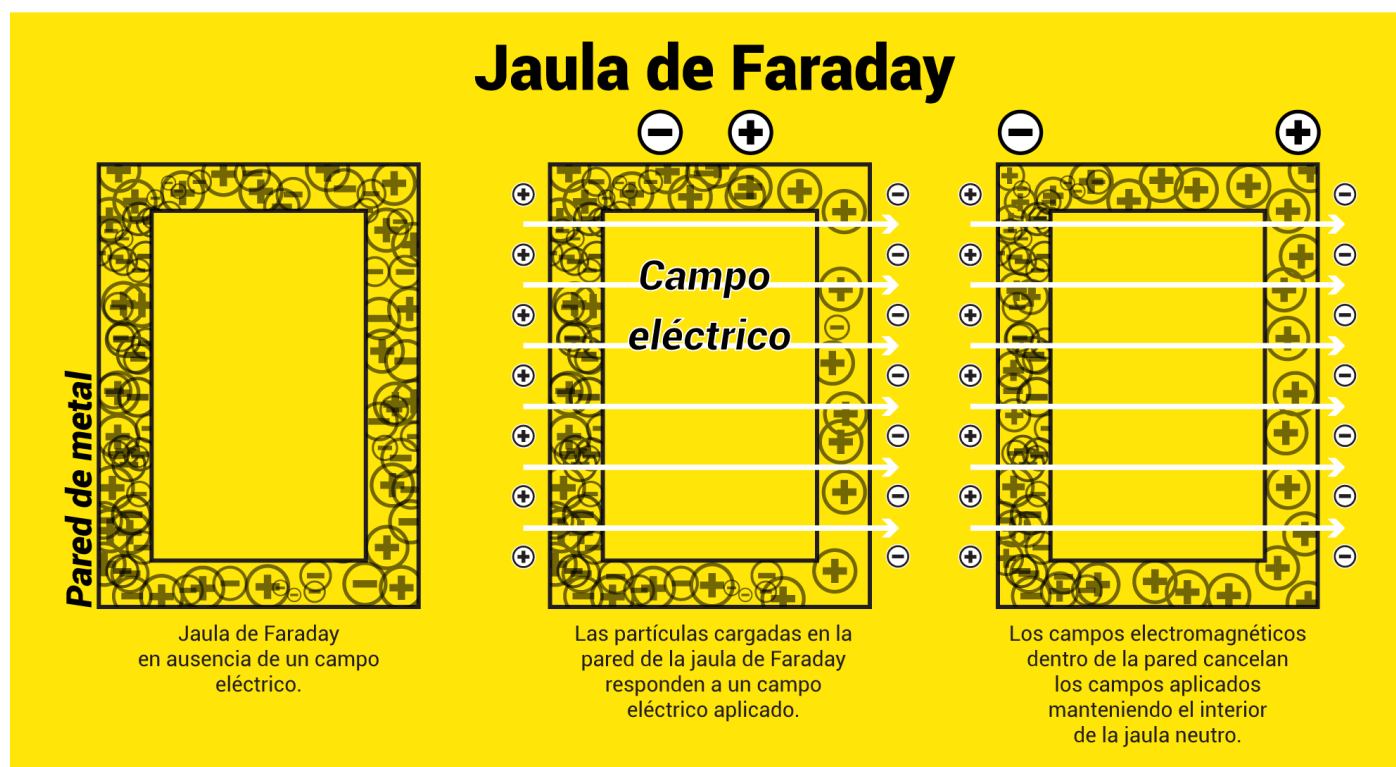 Jaula de Faraday
Pared de metal
Campo
eléctrico
Jaula de Faraday
en ausencia de un campo
eléctrico.
Las partículas cargadas en la
pared de la jaula de Faraday
responden a un campo
eléctrico aplicado.
Los campos electromagnéticos
dentro de la pared cancelan
los campos aplicados
manteniendo el interior
de la jaula neutro.